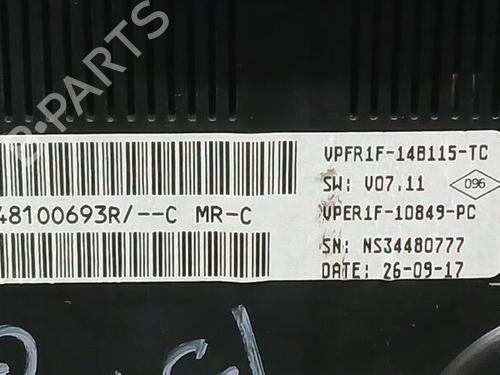 B-PARTS
VPFR1F-14B115-TC
SW: V07.11
096
48100693R/--C MR-C
VPER1F-10849-PC
SN: NS34480777
DATE: 26-09-17